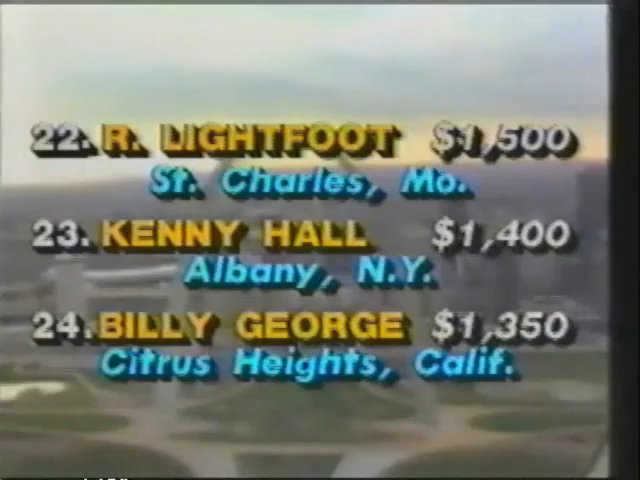 22. R. LIGHTFOOT $1,500
St. Charles, Mo.
23. KENNY HALL $1,400
Albany, N.Y.
24. BILLY GEORGE $1,350
Citrus Heights, Calif.